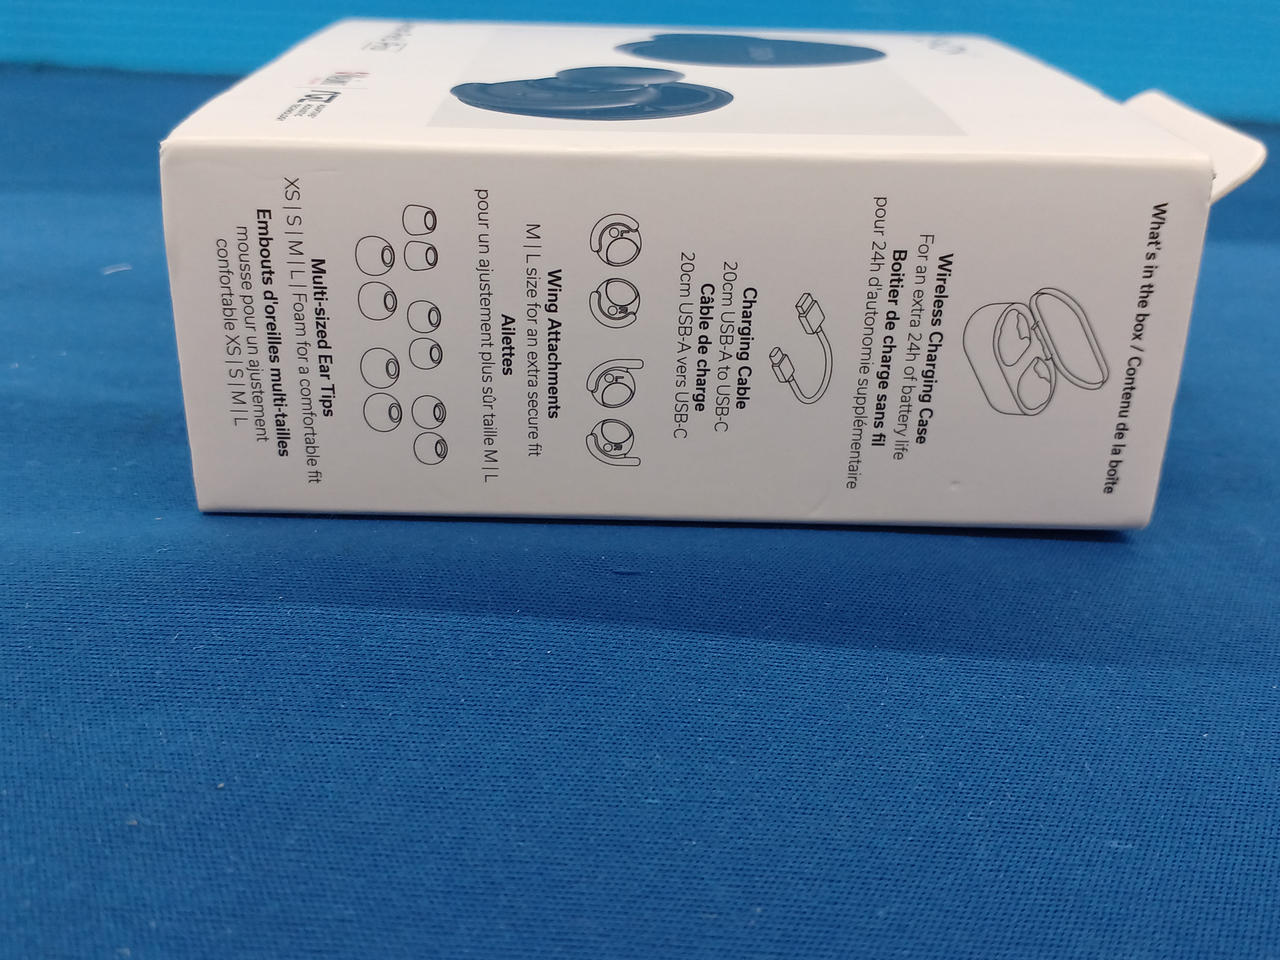 What's in the box / Contenu de la boîte
Wireless Charging Case
For an extra 24h of battery life
Boitier de charge sans fil
pour 24h d'autonomie supplémentaire
Charging Cable
20cm USB-A to USB-C
Câble de charge
20cm USB-A vers USB-C
L R L R
Wing Attachments
M | L size for an extra secure fit
Ailettes
pour un ajustement plus sûr taille M | L
Multi-sized Ear Tips
XS | S | M | L | Foam for a comfortable fit
Embouts d'oreilles multi-tailles
mousse pour un ajustement
confortable XS | S | M | L